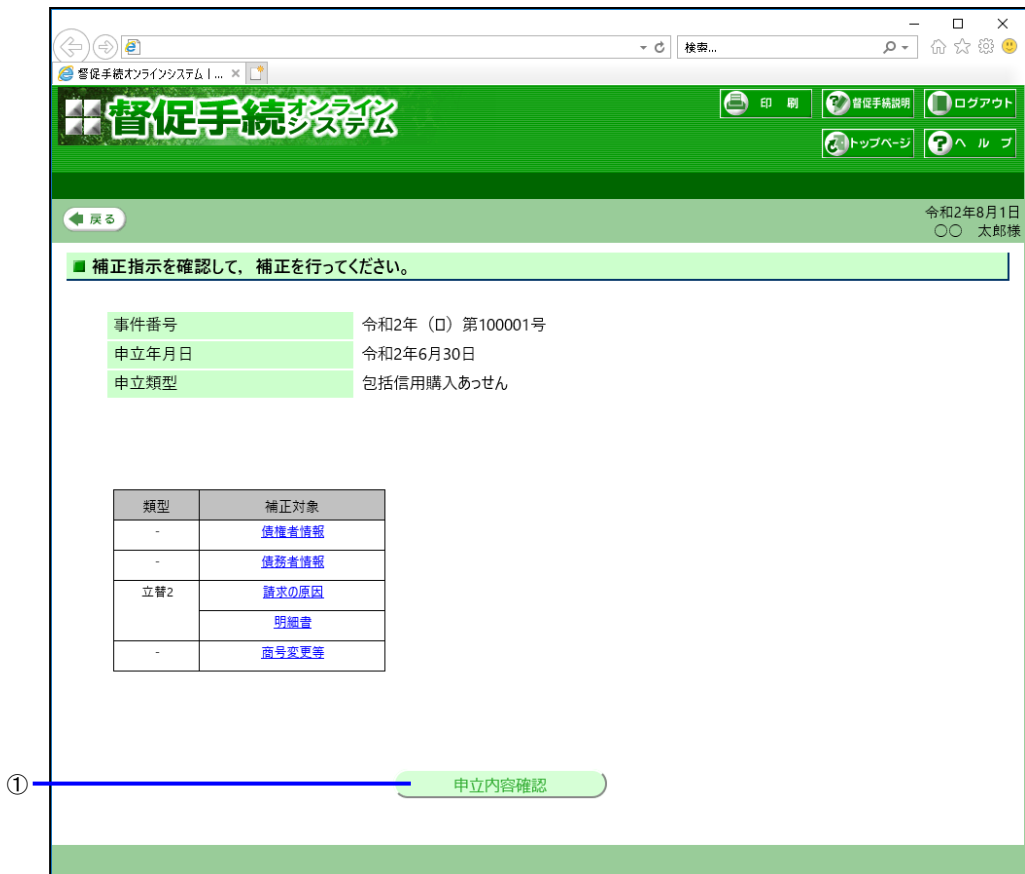 検索...
督促手続オンラインシステム | ...
督促手続オンラインシステム
印刷
督促手続説明
ログアウト
トップページ
ヘルプ
戻る
令和2年8月1日
〇〇 太郎様
補正指示を確認して，補正を行ってください。
事件番号 令和2年（ロ）第100001号
申立年月日 令和2年6月30日
申立類型 包括信用購入あっせん
類型 補正対象
- 債権者情報
- 債務者情報
立替2 請求の原因
明細書
- 商号変更等
① 申立内容確認